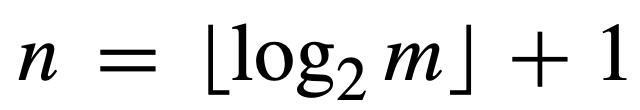 n = ⌊log₂ m⌋ + 1